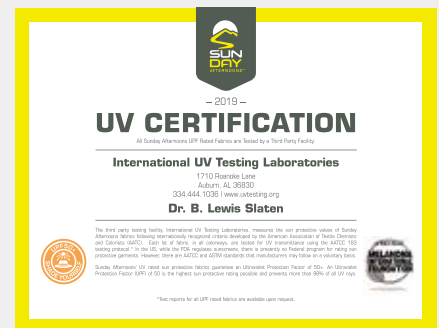 SUN
DAY
AFTERNOONS
– 2019 –
UV CERTIFICATION
All Sunday Afternoons UPF Rated Fabrics are Tested by a Third Party Facility
International UV Testing Laboratories
1710 Roanoke Lane
Auburn, AL 36830
334.444.1036 | www.uvtesting.org
Dr. B. Lewis Slaten
The third party testing facility, International UV Testing Laboratories, measures the sun protective values of Sunday
Afternoons fabrics following internationally recognized criteria developed by the American Association of Textile Chemists
and Colorists (AATCC). Each lot of fabric, in all colorways, are tested for UV transmittance using the AATCC 183
testing protocol.* In the US, while the FDA regulates sunscreens, there is presently no Federal program for rating sun
protective garments. However, there are AATCC and ASTM standards that manufacturers may follow on a voluntary basis.
Sunday Afternoons' UV rated sun protective fabrics guarantee an Ultraviolet Protection Factor of 50+. An Ultraviolet
Protection Factor (UPF) of 50 is the highest sun protective rating possible and prevents more than 98% of all UV rays.
*Test reports for all UPF rated fabrics are available upon request.
UPF 50+
SHADE YOURSELF
MELANOMA
FOUNDATION